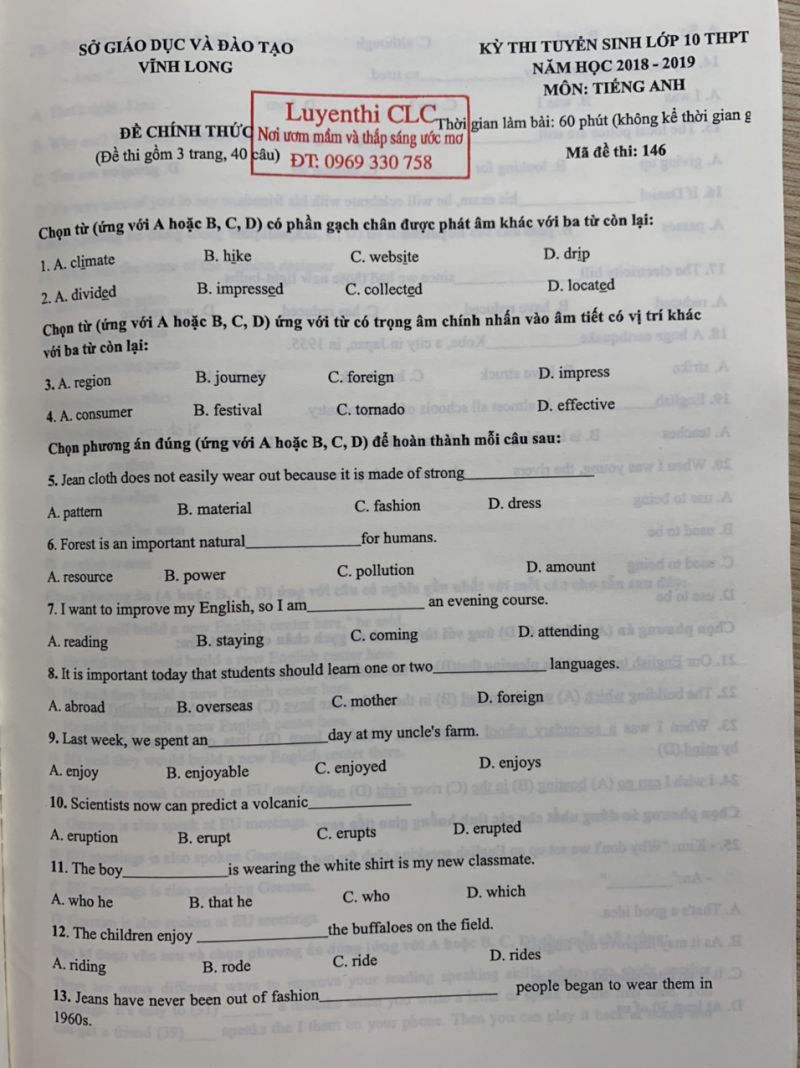 SỞ GIÁO DỤC VÀ ĐÀO TẠO
VĨNH LONG
KỲ THI TUYỂN SINH LỚP 10 THPT
NĂM HỌC 2018 - 2019
MÔN: TIẾNG ANH
ĐỀ CHÍNH THỨC
(Đề thi gồm 3 trang, 40 câu)
Luyenthi CLC
Nơi ươm mầm và thắp sáng ước mơ
ĐT: 0969 330 758
Thời gian làm bài: 60 phút (không kể thời gian g
Mã đề thi: 146
Chọn từ (ứng với A hoặc B, C, D) có phần gạch chân được phát âm khác với ba từ còn lại:
1. A. climate B. hike C. website D. drip
2. A. divided B. impressed C. collected D. located
Chọn từ (ứng với A hoặc B, C, D) ứng với từ có trọng âm chính nhấn vào âm tiết có vị trí khác
với ba từ còn lại:
3. A. region B. journey C. foreign D. impress
4. A. consumer B. festival C. tornado D. effective
Chọn phương án đúng (ứng với A hoặc B, C, D) để hoàn thành mỗi câu sau:
5. Jean cloth does not easily wear out because it is made of strong__________________
A. pattern B. material C. fashion D. dress
6. Forest is an important natural________________for humans.
A. resource B. power C. pollution D. amount
7. I want to improve my English, so I am________________ an evening course.
A. reading B. staying C. coming D. attending
8. It is important today that students should learn one or two________________ languages.
A. abroad B. overseas C. mother D. foreign
9. Last week, we spent an________________day at my uncle's farm.
A. enjoy B. enjoyable C. enjoyed D. enjoys
10. Scientists now can predict a volcanic______________
A. eruption B. erupt C. erupts D. erupted
11. The boy______________is wearing the white shirt is my new classmate.
A. who he B. that he C. who D. which
12. The children enjoy __________________the buffaloes on the field.
A. riding B. rode C. ride D. rides
13. Jeans have never been out of fashion________________________ people began to wear them in
1960s.